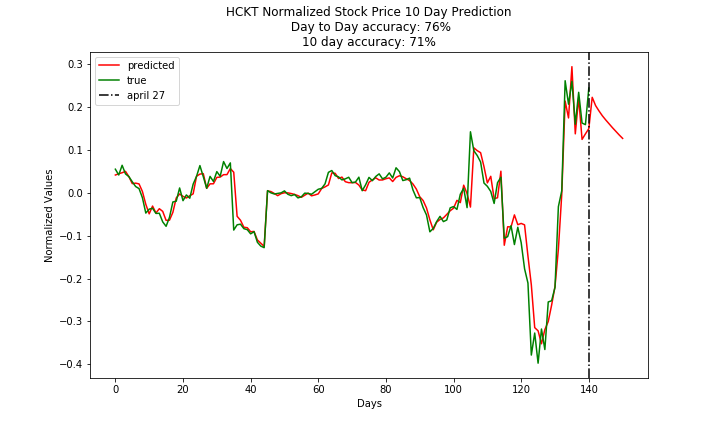 HCKT Normalized Stock Price 10 Day Prediction
Day to Day accuracy: 76%
10 day accuracy: 71%
predicted
true
april 27
Normalized Values
0.3
0.2
0.1
0.0
−0.1
−0.2
−0.3
−0.4
0 20 40 60 80 100 120 140
Days